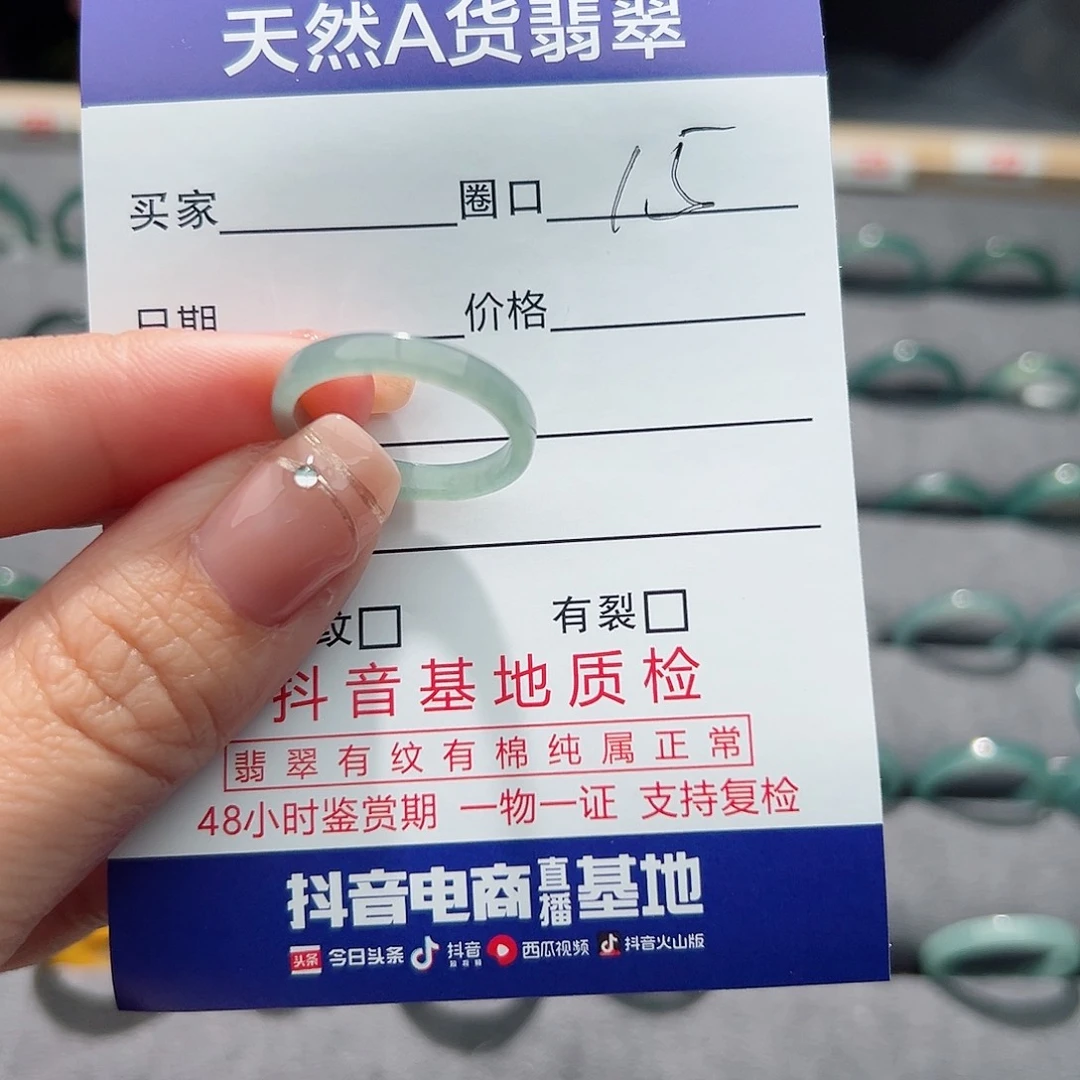 天然A货翡翠
买家 圈口 15
日期 价格
纹 有裂
抖音基地质检
翡翠有纹有棉纯属正常
48小时鉴赏期 一物一证 支持复检
抖音电商直播基地
头条 今日头条 抖音 西瓜视频 抖音火山版